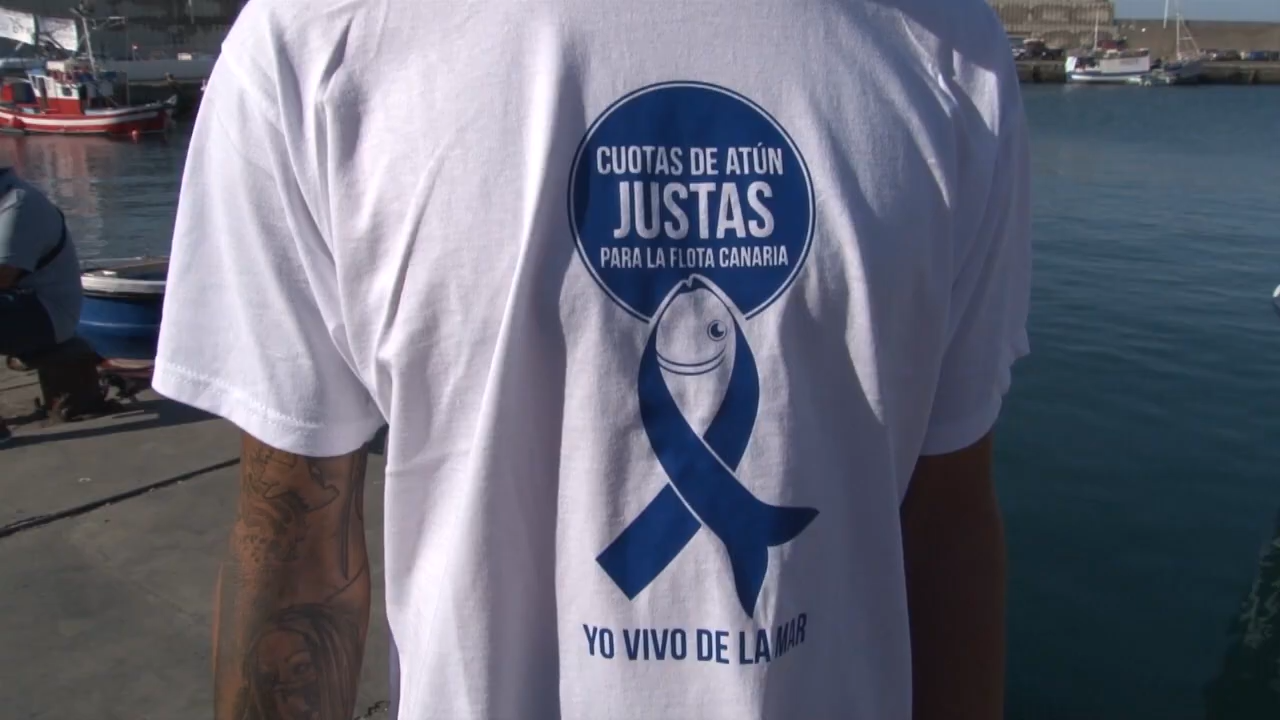 CUOTAS DE ATÚN
JUSTAS
PARA LA FLOTA CANARIA
YO VIVO DE LA MAR